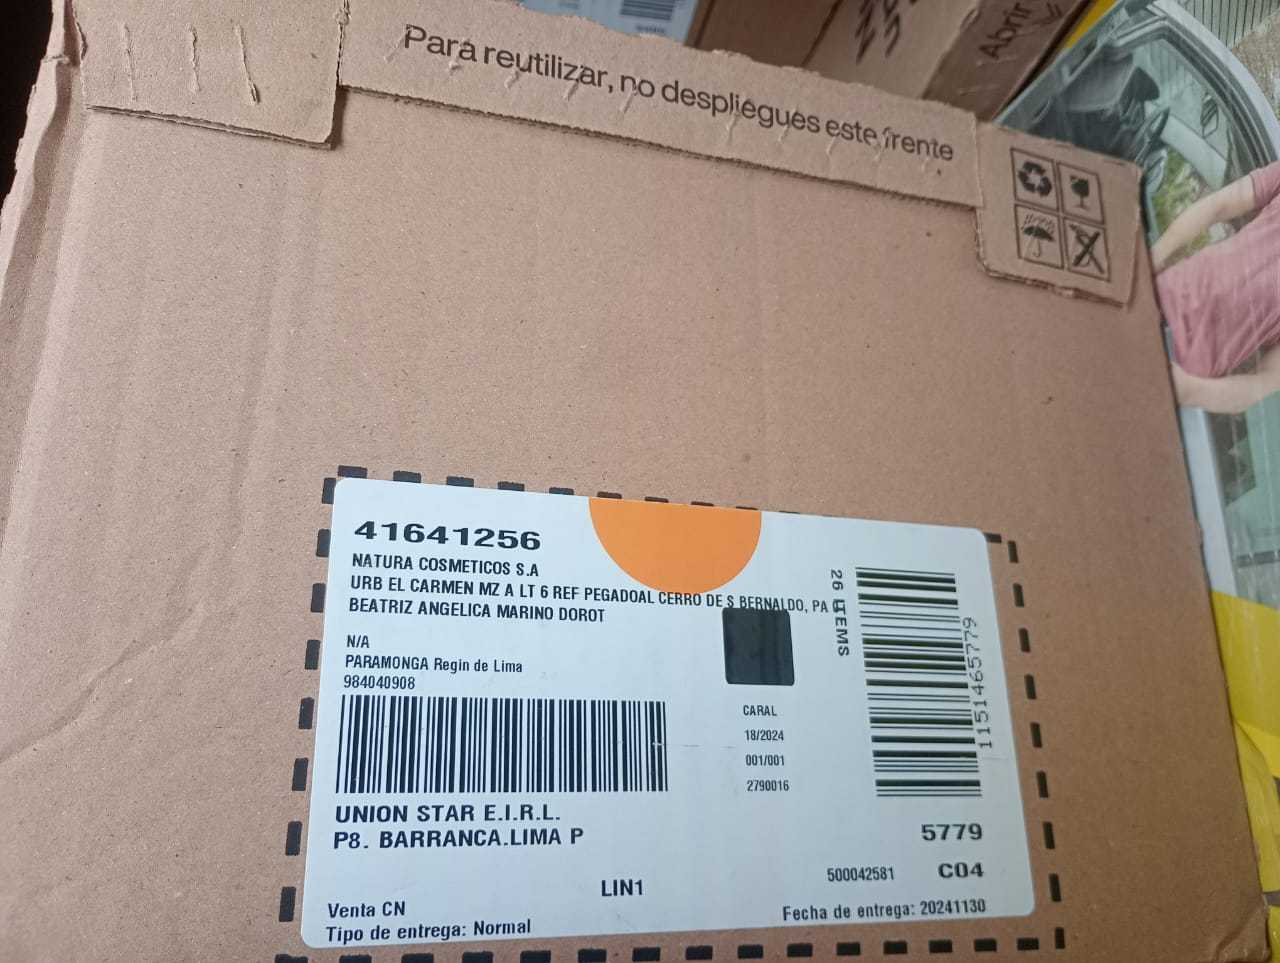 Para reutilizar, no despliegues este frente
Abrir
41641256
NATURA COSMETICOS S.A
URB EL CARMEN MZ A LT 6 REF PEGADOAL CERRO DE S BERNALDO, PA
BEATRIZ ANGELICA MARINO DOROT
N/A
PARAMONGA Regin de Lima
984040908
26 ITEMS
1151465779
CARAL
18/2024
001/001
2790016
UNION STAR E.I.R.L.
P8. BARRANCA.LIMA P
5779
500042581 C04
LIN1
Venta CN
Fecha de entrega: 20241130
Tipo de entrega: Normal